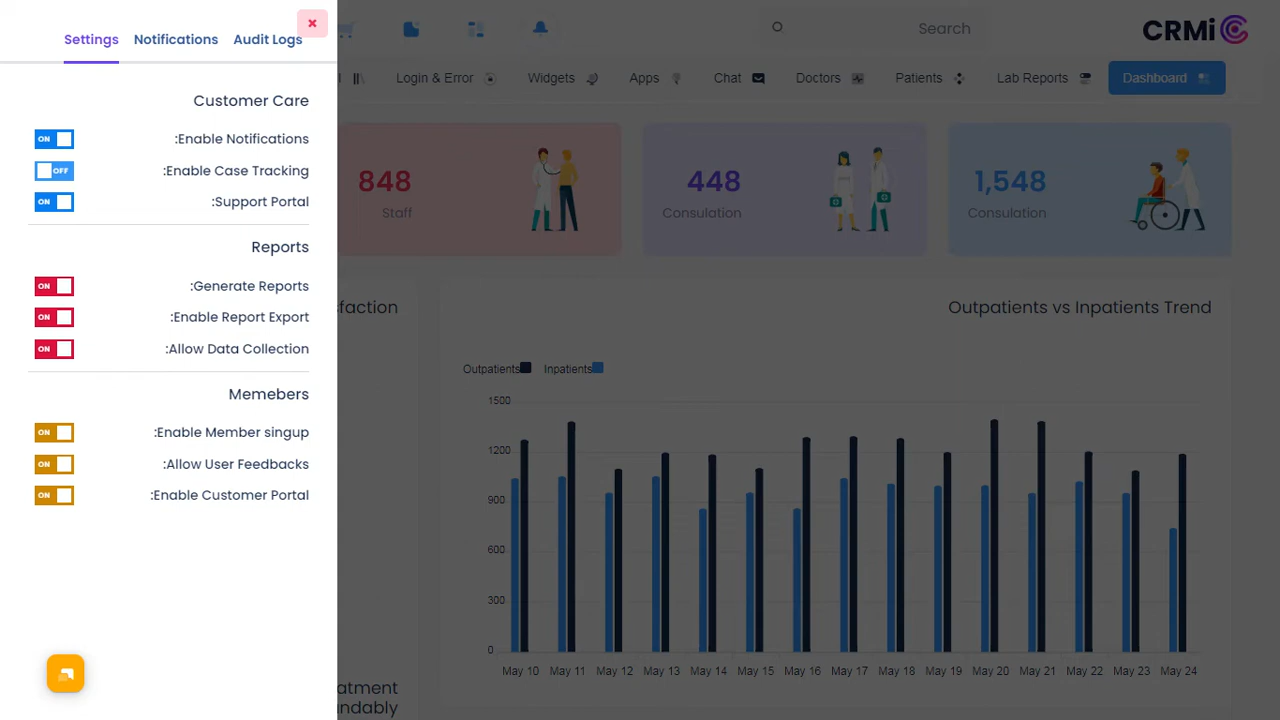 Settings
Notifications
Audit Logs
Customer Care
ON
:Enable Notifications
OFF
:Enable Case Tracking
ON
:Support Portal
Reports
ON
:Generate Reports
ON
:Enable Report Export
ON
:Allow Data Collection
Memebers
ON
:Enable Member singup
ON
:Allow User Feedbacks
ON
:Enable Customer Portal
Search
CRMi
Login & Error
Widgets
Apps
Chat
Doctors
Patients
Lab Reports
Dashboard
848
Staff
448
Consulation
1,548
Consulation
Outpatients vs Inpatients Trend
Outpatients
Inpatients
1500
1200
900
600
300
0
May 10
May 11
May 12
May 13
May 14
May 15
May 16
May 17
May 18
May 19
May 20
May 21
May 22
May 23
May 24